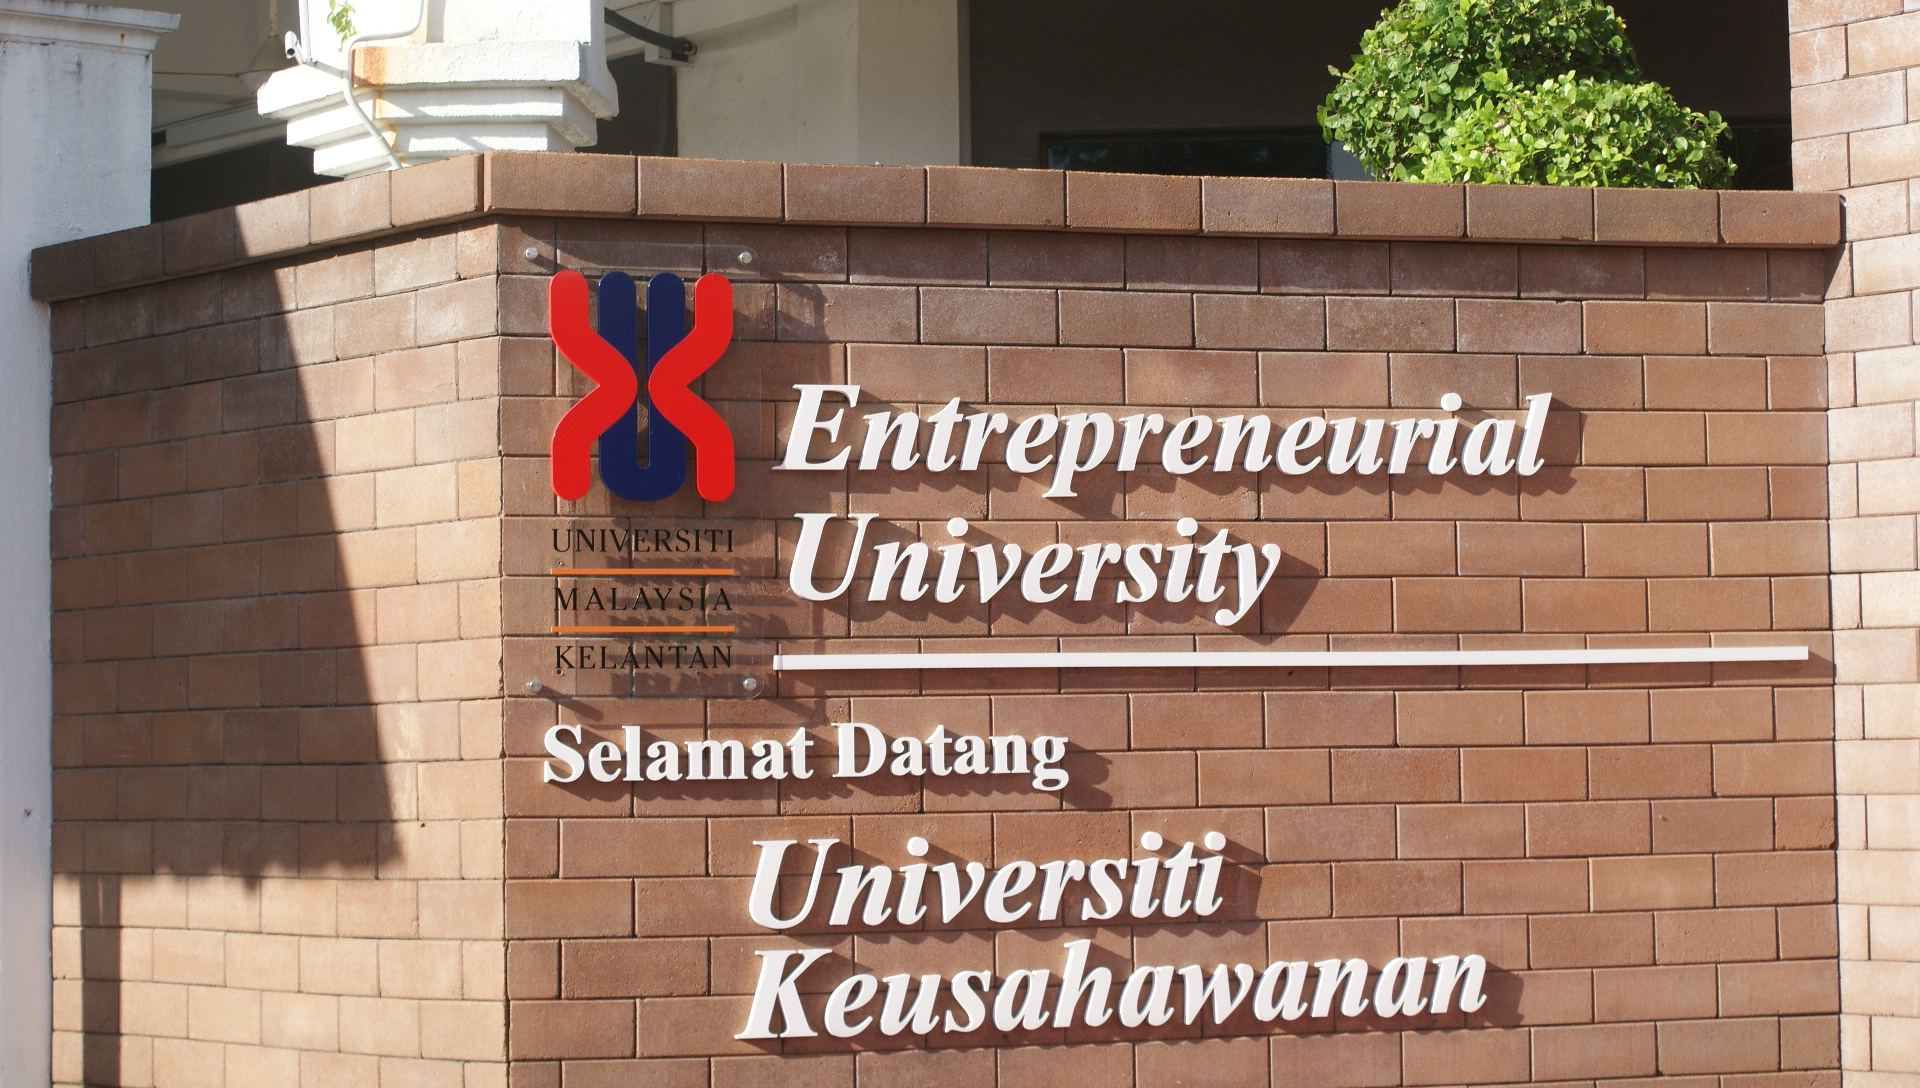 UNIVERSITI
MALAYSIA
KELANTAN
Entrepreneurial
University
Selamat Datang
Universiti
Keusahawanan